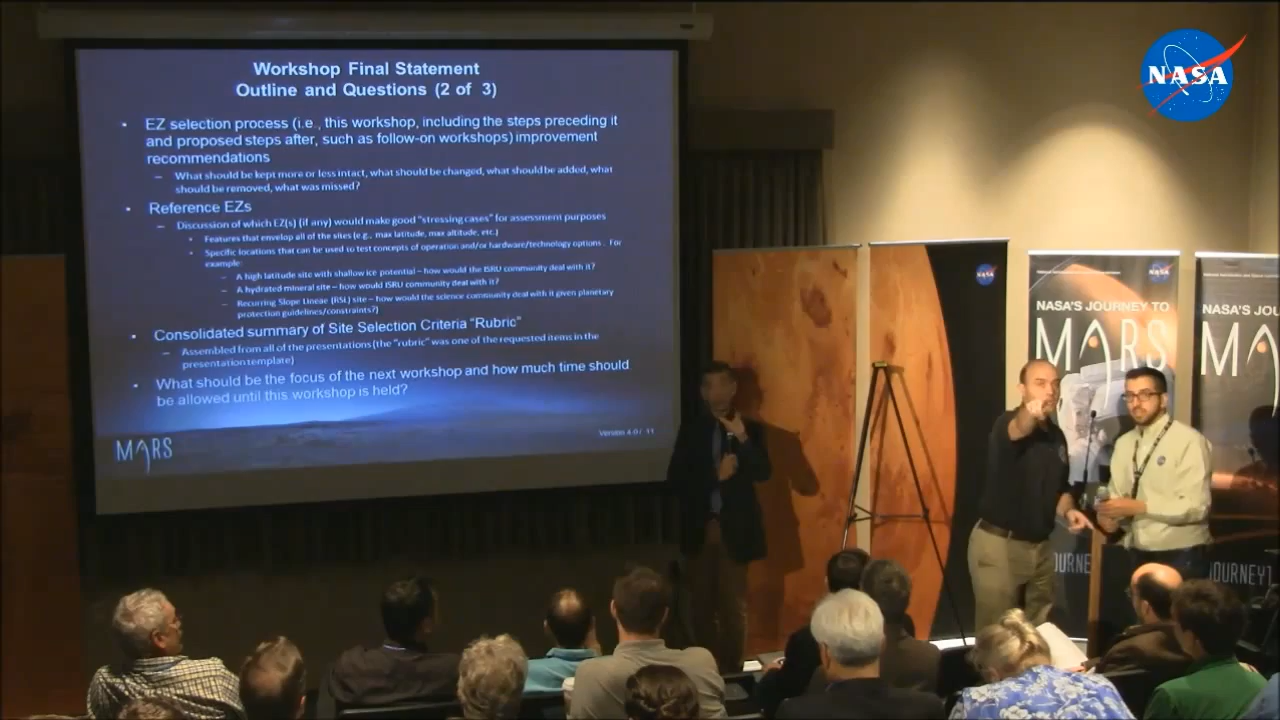 Workshop Final Statement
Outline and Questions (2 of 3)
• EZ selection process (i.e., this workshop, including the steps preceding it
and proposed steps after, such as follow-on workshops) improvement
recommendations
– What should be kept more or less intact, what should be changed, what should be added, what
should be removed, what was missed?
• Reference EZs
– Discussion of which EZ(s) (if any) would make good "stressing cases" for assessment purposes
• Features that envelop all of the sites (e.g., max latitude, max altitude, etc.)
• Specific locations that can be used to test concepts of operation and/or hardware/technology options. For
example:
– A high latitude site with shallow ice potential – how would the ISRU community deal with it?
– A hydrated mineral site – how would ISRU community deal with it?
– Recurring Slope Lineae (RSL) site – how would the science community deal with it given planetary
protection guidelines/constraints?)
• Consolidated summary of Site Selection Criteria "Rubric"
– Assembled from all of the presentations (the "rubric" was one of the requested items in the
presentation template)
• What should be the focus of the next workshop and how much time should
be allowed until this workshop is held?
MARS
Version 4.0 / 11
NASA
NASA'S JOURNEY TO
MARS
JOURNEY
NASA'S JOU
MA
JOURNEY